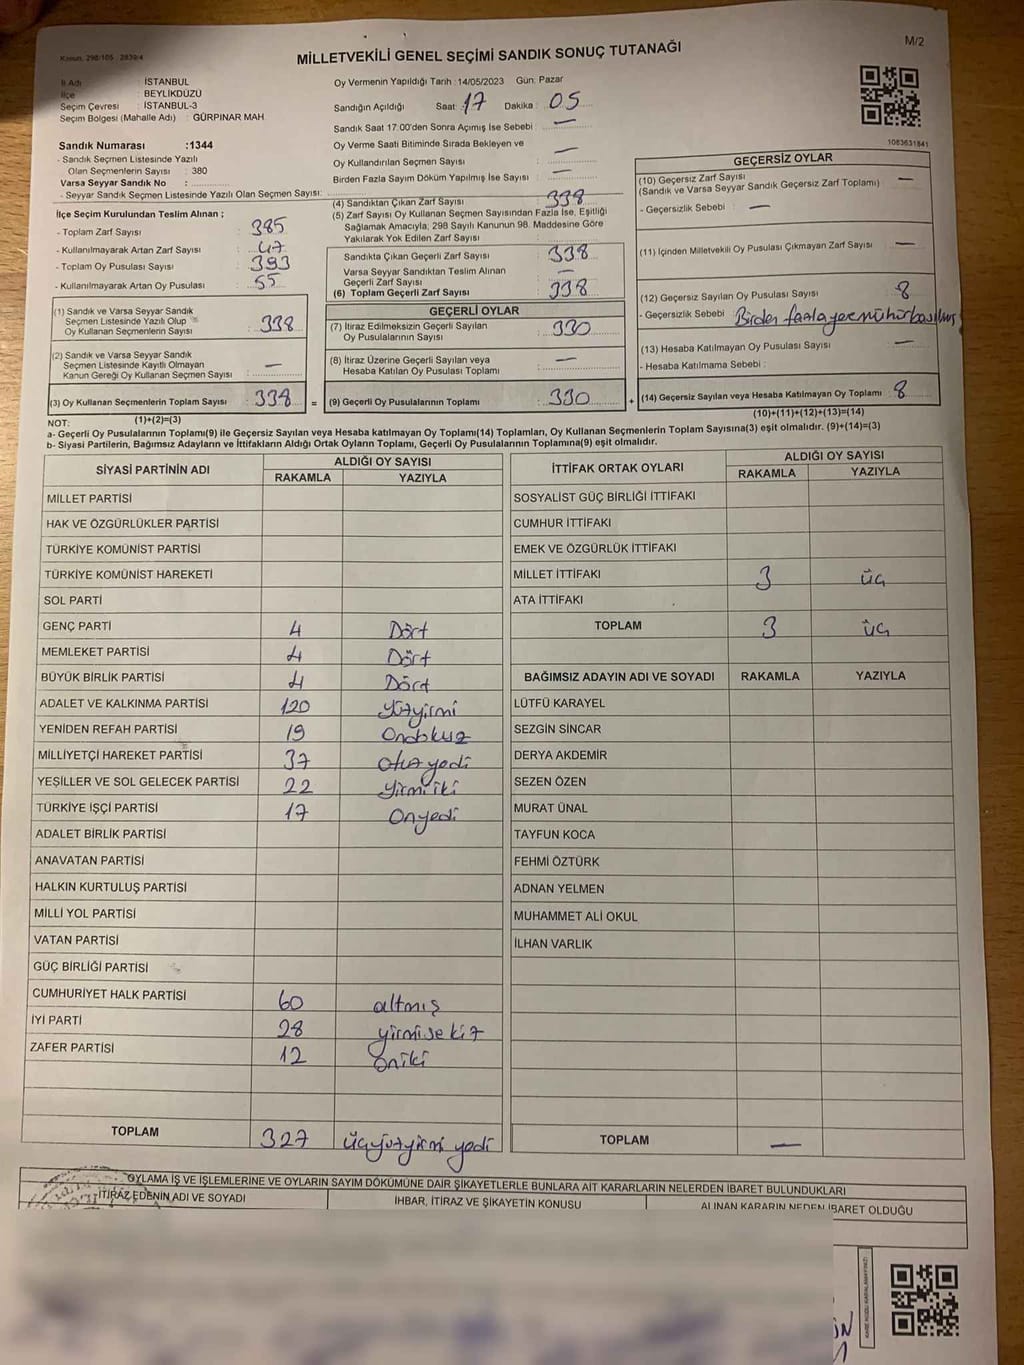 Kanun: 298/105 : 2839/4
MİLLETVEKİLİ GENEL SEÇİMİ SANDIK SONUÇ TUTANAĞI
M/2
İl Adı : İSTANBUL
İlçe : BEYLİKDÜZÜ
Seçim Çevresi : İSTANBUL-3
Seçim Bölgesi (Mahalle Adı) : GÜRPINAR MAH
Oy Vermenin Yapıldığı Tarih : 14/05/2023 Gün: Pazar
Sandığın Açıldığı Saat: 17 Dakika : 05
Sandık Saat 17:00'den Sonra Açımış İse Sebebi : —
Oy Verme Saati Bitiminde Sırada Bekleyen ve
Oy Kullandırılan Seçmen Sayısı : —
Birden Fazla Sayım Döküm Yapılmış İse Sayısı : —
1083631841
Sandık Numarası :1344
- Sandık Seçmen Listesinde Yazılı
Olan Seçmenlerin Sayısı : 380
Varsa Seyyar Sandık No :
- Seyyar Sandık Seçmen Listesinde Yazılı Olan Seçmen Sayısı:
İlçe Seçim Kurulundan Teslim Alınan ;
- Toplam Zarf Sayısı : 385
- Kullanılmayarak Artan Zarf Sayısı : 47
- Toplam Oy Pusulası Sayısı : 393
- Kullanılmayarak Artan Oy Pusulası : 55
(1) Sandık ve Varsa Seyyar Sandık
Seçmen Listesinde Yazılı Olup
Oy Kullanan Seçmenlerin Sayısı : 338
(2) Sandık ve Varsa Seyyar Sandık
Seçmen Listesinde Kayıtlı Olmayan
Kanun Gereği Oy Kullanan Seçmen Sayısı : —
(3) Oy Kullanan Seçmenlerin Toplam Sayısı : 338
(1)+(2)=(3)
(4) Sandıktan Çıkan Zarf Sayısı : 338
(5) Zarf Sayısı Oy Kullanan Seçmen Sayısından Fazla İse, Eşitliği
Sağlamak Amacıyla; 298 Sayılı Kanunun 98. Maddesine Göre
Yakılarak Yok Edilen Zarf Sayısı :
Sandıkta Çıkan Geçerli Zarf Sayısı : 338
Varsa Seyyar Sandıktan Teslim Alınan
Geçerli Zarf Sayısı : —
(6) Toplam Geçerli Zarf Sayısı : 338
GEÇERLİ OYLAR
(7) İtiraz Edilmeksizin Geçerli Sayılan
Oy Pusulalarının Sayısı : 330
(8) İtiraz Üzerine Geçerli Sayılan veya
Hesaba Katılan Oy Pusulası Toplamı : —
= (9) Geçerli Oy Pusulalarının Toplamı : 330 +
GEÇERSİZ OYLAR
(10) Geçersiz Zarf Sayısı : —
(Sandık ve Varsa Seyyar Sandık Geçersiz Zarf Toplamı)
- Geçersizlik Sebebi : —
(11) İçinden Milletvekili Oy Pusulası Çıkmayan Zarf Sayısı : —
(12) Geçersiz Sayılan Oy Pusulası Sayısı : 8
- Geçersizlik Sebebi : Birden fazla yere mühür basılmış
(13) Hesaba Katılmayan Oy Pusulası Sayısı : —
- Hesaba Katılmama Sebebi :
(14) Geçersiz Sayılan veya Hesaba Katılmayan Oy Toplamı : 8
(10)+(11)+(12)+(13)=(14)
NOT:
a- Geçerli Oy Pusulalarının Toplamı(9) ile Geçersiz Sayılan veya Hesaba katılmayan Oy Toplamı(14) Toplamları, Oy Kullanan Seçmenlerin Toplam Sayısına(3) eşit olmalıdır. (9)+(14)=(3)
b- Siyasi Partilerin, Bağımsız Adayların ve İttifakların Aldığı Ortak Oyların Toplamı, Geçerli Oy Pusulalarının Toplamına(9) eşit olmalıdır.
SİYASİ PARTİNİN ADI ALDIĞI OY SAYISI
RAKAMLA YAZIYLA
MİLLET PARTİSİ
HAK VE ÖZGÜRLÜKLER PARTİSİ
TÜRKİYE KOMÜNİST PARTİSİ
TÜRKİYE KOMÜNİST HAREKETİ
SOL PARTİ
GENÇ PARTİ 4 Dört
MEMLEKET PARTİSİ 4 Dört
BÜYÜK BİRLİK PARTİSİ 4 Dört
ADALET VE KALKINMA PARTİSİ 120 Yüzyirmi
YENİDEN REFAH PARTİSİ 19 Ondokuz
MİLLİYETÇİ HAREKET PARTİSİ 37 Otuzyedi
YEŞİLLER VE SOL GELECEK PARTİSİ 22 Yirmiiki
TÜRKİYE İŞÇİ PARTİSİ 17 Onyedi
ADALET BİRLİK PARTİSİ
ANAVATAN PARTİSİ
HALKIN KURTULUŞ PARTİSİ
MİLLİ YOL PARTİSİ
VATAN PARTİSİ
GÜÇ BİRLİĞİ PARTİSİ
CUMHURİYET HALK PARTİSİ 60 altmış
İYİ PARTİ 28 yirmisekiz
ZAFER PARTİSİ 12 oniki
TOPLAM 327 üçyüzyirmi yedi
İTTİFAK ORTAK OYLARI ALDIĞI OY SAYISI
RAKAMLA YAZIYLA
SOSYALİST GÜÇ BİRLİĞİ İTTİFAKI
CUMHUR İTTİFAKI
EMEK VE ÖZGÜRLÜK İTTİFAKI
MİLLET İTTİFAKI 3 üç
ATA İTTİFAKI
TOPLAM 3 üç
BAĞIMSIZ ADAYIN ADI VE SOYADI RAKAMLA YAZIYLA
LÜTFÜ KARAYEL
SEZGİN SİNCAR
DERYA AKDEMİR
SEZEN ÖZEN
MURAT ÜNAL
TAYFUN KOCA
FEHMİ ÖZTÜRK
ADNAN YELMEN
MUHAMMET ALİ OKUL
İLHAN VARLIK
TOPLAM —
OYLAMA İŞ VE İŞLEMLERİNE VE OYLARIN SAYIM DÖKÜMÜNE DAİR ŞİKAYETLERLE BUNLARA AİT KARARLARIN NELERDEN İBARET BULUNDUKLARI
İTİRAZ EDENİN ADI VE SOYADI İHBAR, İTİRAZ VE ŞİKAYETİN KONUSU ALINAN KARARIN NEDEN İBARET OLDUĞU